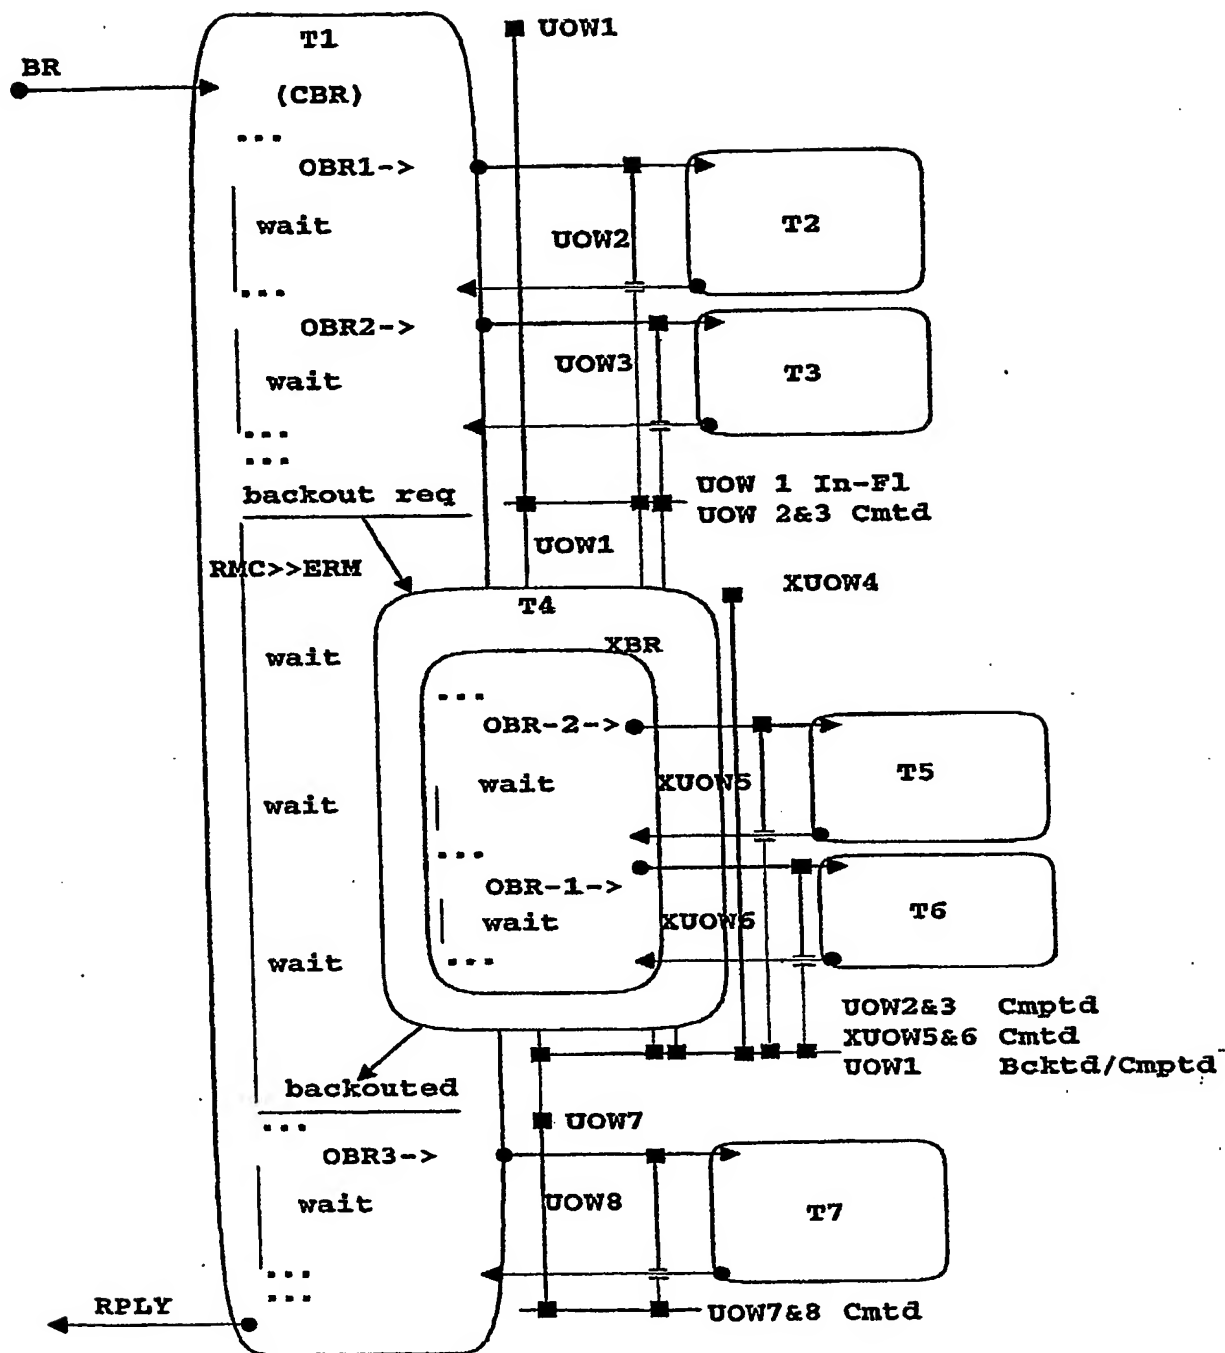 T1
UOW1
BR
(CBR)
...
OBR1->
wait
UOW2
T2
...
OBR2->
wait
UOW3
T3
...
...
backout req
UOW 1 In-Fl
UOW 2&3 Cmtd
UOW1
RMC>>ERM
XUOW4
T4
XBR
wait
...
OBR-2->
wait
XUOW5
T5
wait
...
OBR-1->
wait
XUOW6
T6
wait
...
UOW2&3 Cmptd
XUOW5&6 Cmtd
UOW1 Bcktd/Cmptd
backouted
...
UOW7
OBR3->
wait
UOW8
T7
...
...
RPLY
UOW7&8 Cmtd